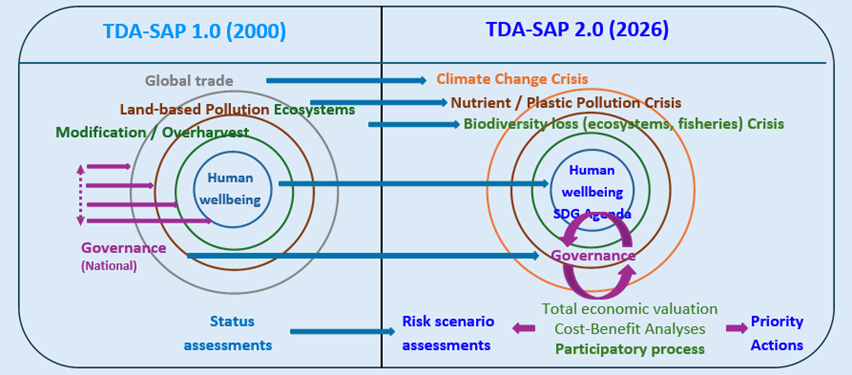 TDA-SAP 1.0 (2000)
TDA-SAP 2.0 (2026)
Global trade
Climate Change Crisis
Land-based Pollution Ecosystems
Nutrient / Plastic Pollution Crisis
Modification / Overharvest
Biodiversity loss (ecosystems, fisheries) Crisis
Human
wellbeing
Human
wellbeing
SDG Agenda
Governance
(National)
Governance
Status
assessments
Risk scenario
assessments
Total economic valuation
Cost-Benefit Analyses
Participatory process
Priority
Actions